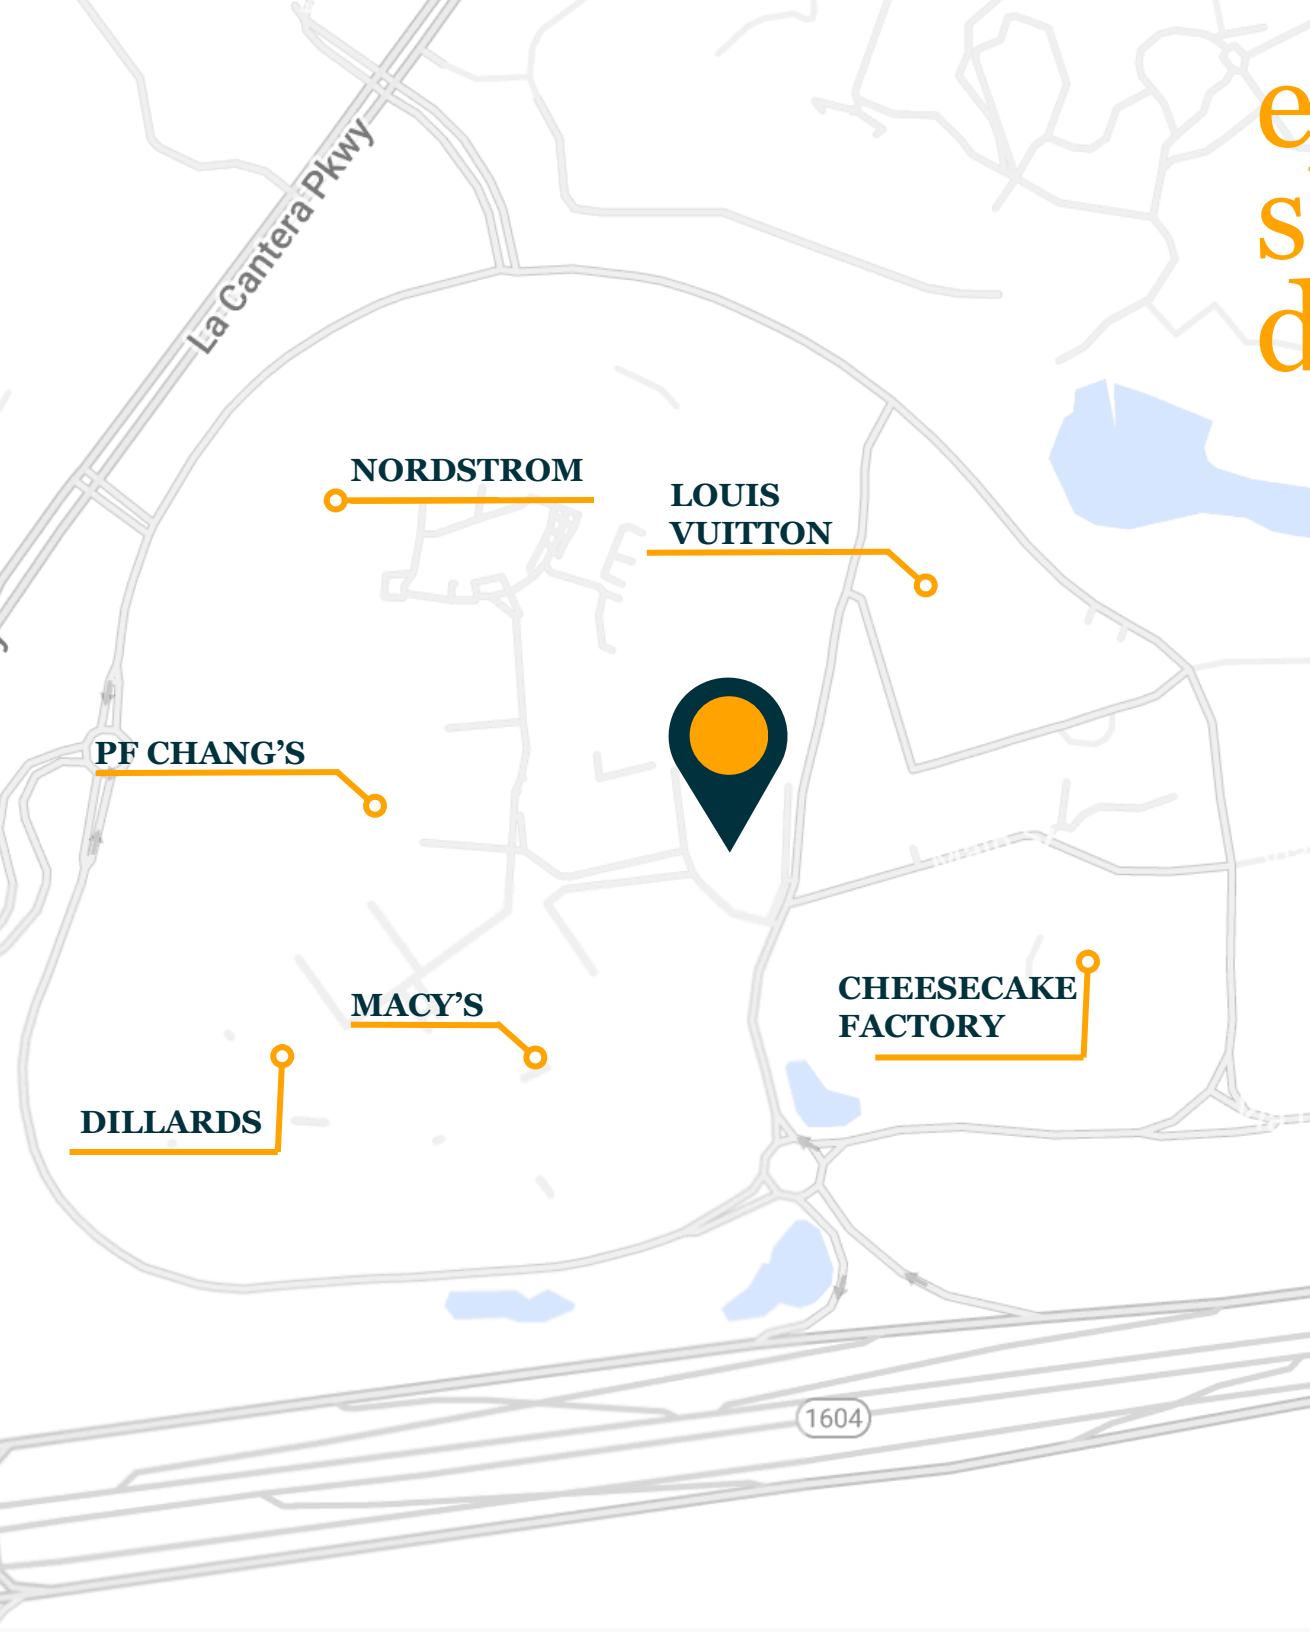 La Cantera Pkwy
e
s
d
NORDSTROM
LOUIS
VUITTON
PF CHANG’S
MACY’S
CHEESECAKE
FACTORY
DILLARDS
1604